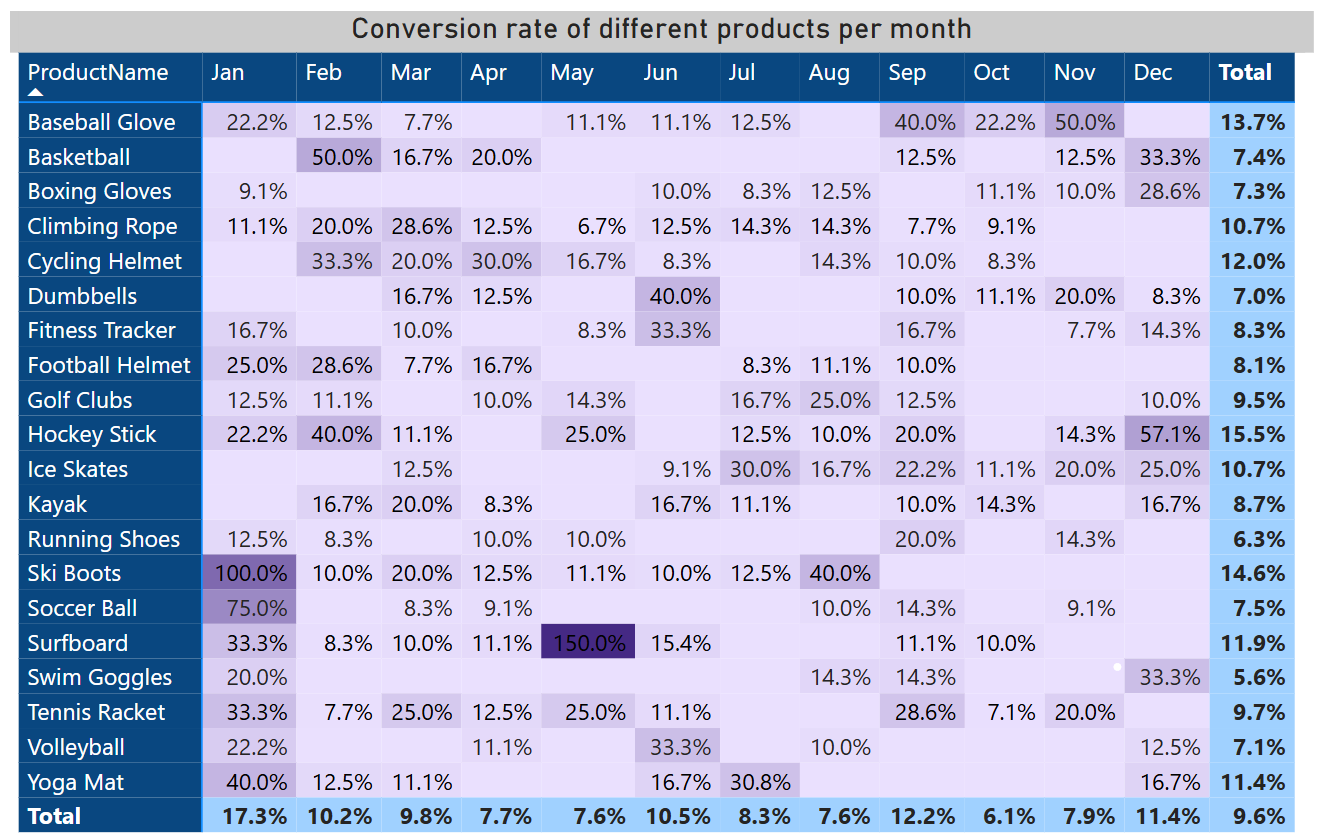 Conversion rate of different products per month
ProductName Jan Feb Mar Apr May Jun Jul Aug Sep Oct Nov Dec Total
Baseball Glove 22.2% 12.5% 7.7% 11.1% 11.1% 12.5% 40.0% 22.2% 50.0% 13.7%
Basketball 50.0% 16.7% 20.0% 12.5% 12.5% 33.3% 7.4%
Boxing Gloves 9.1% 10.0% 8.3% 12.5% 11.1% 10.0% 28.6% 7.3%
Climbing Rope 11.1% 20.0% 28.6% 12.5% 6.7% 12.5% 14.3% 14.3% 7.7% 9.1% 10.7%
Cycling Helmet 33.3% 20.0% 30.0% 16.7% 8.3% 14.3% 10.0% 8.3% 12.0%
Dumbbells 16.7% 12.5% 40.0% 10.0% 11.1% 20.0% 8.3% 7.0%
Fitness Tracker 16.7% 10.0% 8.3% 33.3% 16.7% 7.7% 14.3% 8.3%
Football Helmet 25.0% 28.6% 7.7% 16.7% 8.3% 11.1% 10.0% 8.1%
Golf Clubs 12.5% 11.1% 10.0% 14.3% 16.7% 25.0% 12.5% 10.0% 9.5%
Hockey Stick 22.2% 40.0% 11.1% 25.0% 12.5% 10.0% 20.0% 14.3% 57.1% 15.5%
Ice Skates 12.5% 9.1% 30.0% 16.7% 22.2% 11.1% 20.0% 25.0% 10.7%
Kayak 16.7% 20.0% 8.3% 16.7% 11.1% 10.0% 14.3% 16.7% 8.7%
Running Shoes 12.5% 8.3% 10.0% 10.0% 20.0% 14.3% 6.3%
Ski Boots 100.0% 10.0% 20.0% 12.5% 11.1% 10.0% 12.5% 40.0% 14.6%
Soccer Ball 75.0% 8.3% 9.1% 10.0% 14.3% 9.1% 7.5%
Surfboard 33.3% 8.3% 10.0% 11.1% 150.0% 15.4% 11.1% 10.0% 11.9%
Swim Goggles 20.0% 14.3% 14.3% 33.3% 5.6%
Tennis Racket 33.3% 7.7% 25.0% 12.5% 25.0% 11.1% 28.6% 7.1% 20.0% 9.7%
Volleyball 22.2% 11.1% 33.3% 10.0% 12.5% 7.1%
Yoga Mat 40.0% 12.5% 11.1% 16.7% 30.8% 16.7% 11.4%
Total 17.3% 10.2% 9.8% 7.7% 7.6% 10.5% 8.3% 7.6% 12.2% 6.1% 7.9% 11.4% 9.6%